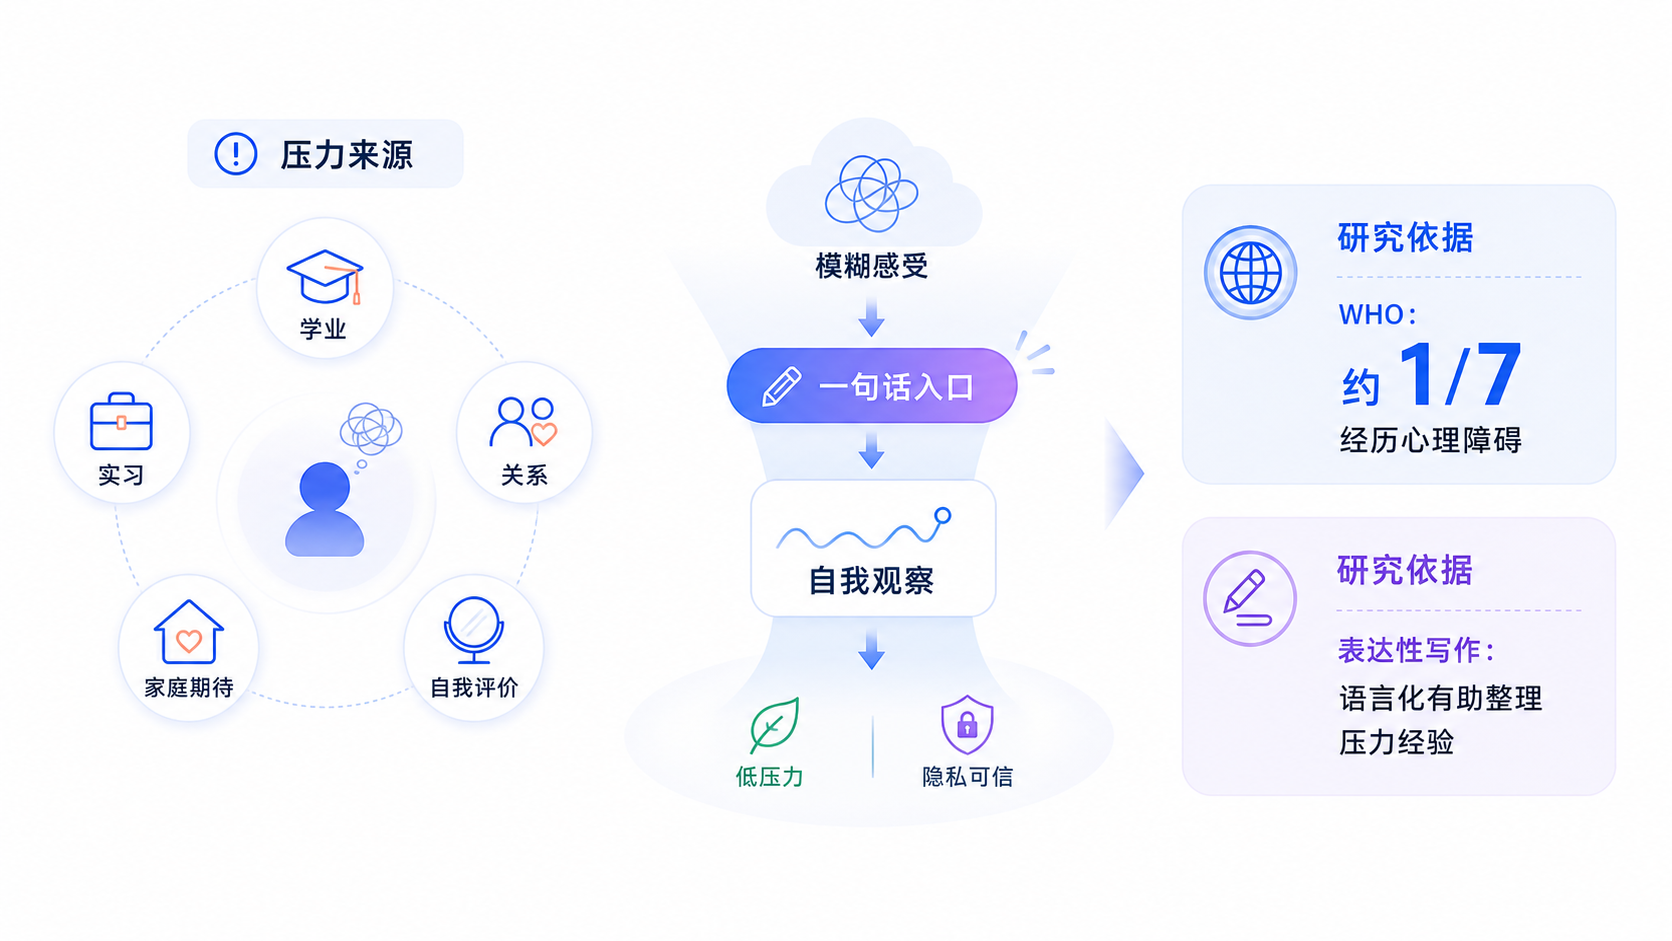 压力来源
学业
实习
关系
家庭期待
自我评价
模糊感受
一句话入口
自我观察
低压力
隐私可信
研究依据
WHO:
约 1/7
经历心理障碍
研究依据
表达性写作:
语言化有助整理
压力经验